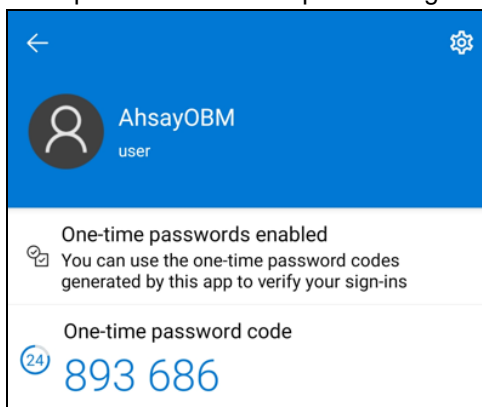 AhsayOBM
user
One-time passwords enabled
You can use the one-time password codes
generated by this app to verify your sign-ins
One-time password code
24
893 686